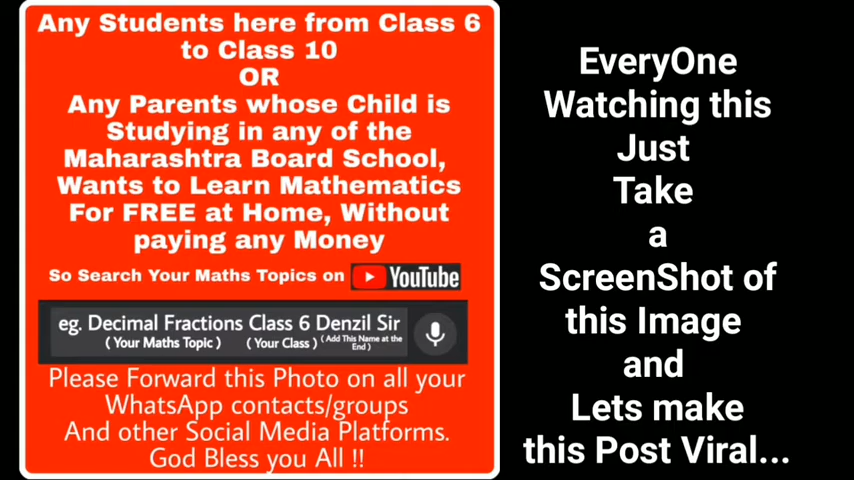 Any Students here from Class 6
to Class 10
OR
Any Parents whose Child is
Studying in any of the
Maharashtra Board School,
Wants to Learn Mathematics
For FREE at Home, Without
paying any Money
So Search Your Maths Topics on YouTube
eg. Decimal Fractions Class 6 Denzil Sir
( Your Maths Topic ) ( Your Class ) ( Add This Name at the
End )
Please Forward this Photo on all your
WhatsApp contacts/groups
And other Social Media Platforms.
God Bless you All !!
EveryOne
Watching this
Just
Take
a
ScreenShot of
this Image
and
Lets make
this Post Viral...